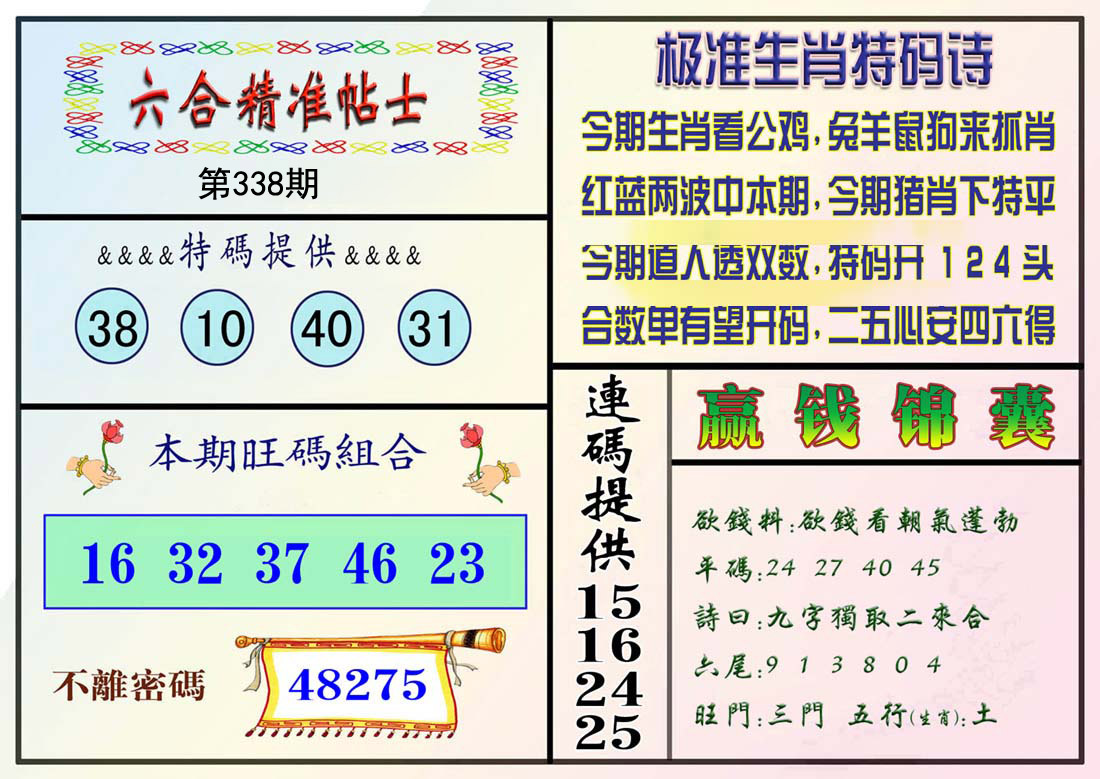 六合精准帖士
第338期
&&&&特碼提供&&&&
38 10 40 31
本期旺碼組合
16 32 37 46 23
不離密碼 48275
极准生肖特码诗
今期生肖看公鸡,兔羊鼠狗来抓肖
红蓝两波中本期,今期猪肖下特平
今期道人透双数,特码开 1 2 4 头
合数单有望开码,二五心安四六得
連碼提供
15
16
24
25
赢钱锦囊
欲錢料:欲錢看朝氣蓬勃
平碼:24 27 40 45
詩曰:九字獨取二來合
六尾:9 1 3 8 0 4
旺門:三門 五行(生肖):土